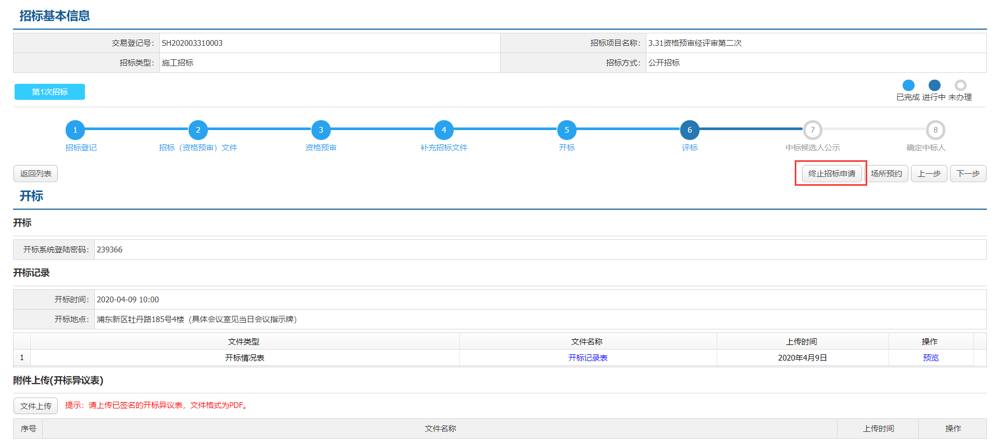 招标基本信息
交易登记号： SH202003310003 招标项目名称： 3.31资格预审经评审第二次
招标类型： 施工招标 招标方式： 公开招标
第1次招标
已完成 进行中 未办理
1 2 3 4 5 6 7 8
招标登记 招标（资格预审）文件 资格预审 补充招标文件 开标 评标 中标候选人公示 确定中标人
返回列表 终止招标申请 场所预约 上一步 下一步
开标
开标
开标系统登陆密码： 239366
开标记录
开标时间： 2020-04-09 10:00
开标地点： 浦东新区牡丹路185号4楼（具体会议室见当日会议指示牌）
文件类型 文件名称 上传时间 操作
1 开标情况表 开标记录表 2020年4月9日 预览
附件上传(开标异议表)
文件上传 提示：请上传已签名的开标异议表，文件格式为PDF。
序号 文件名称 上传时间 操作